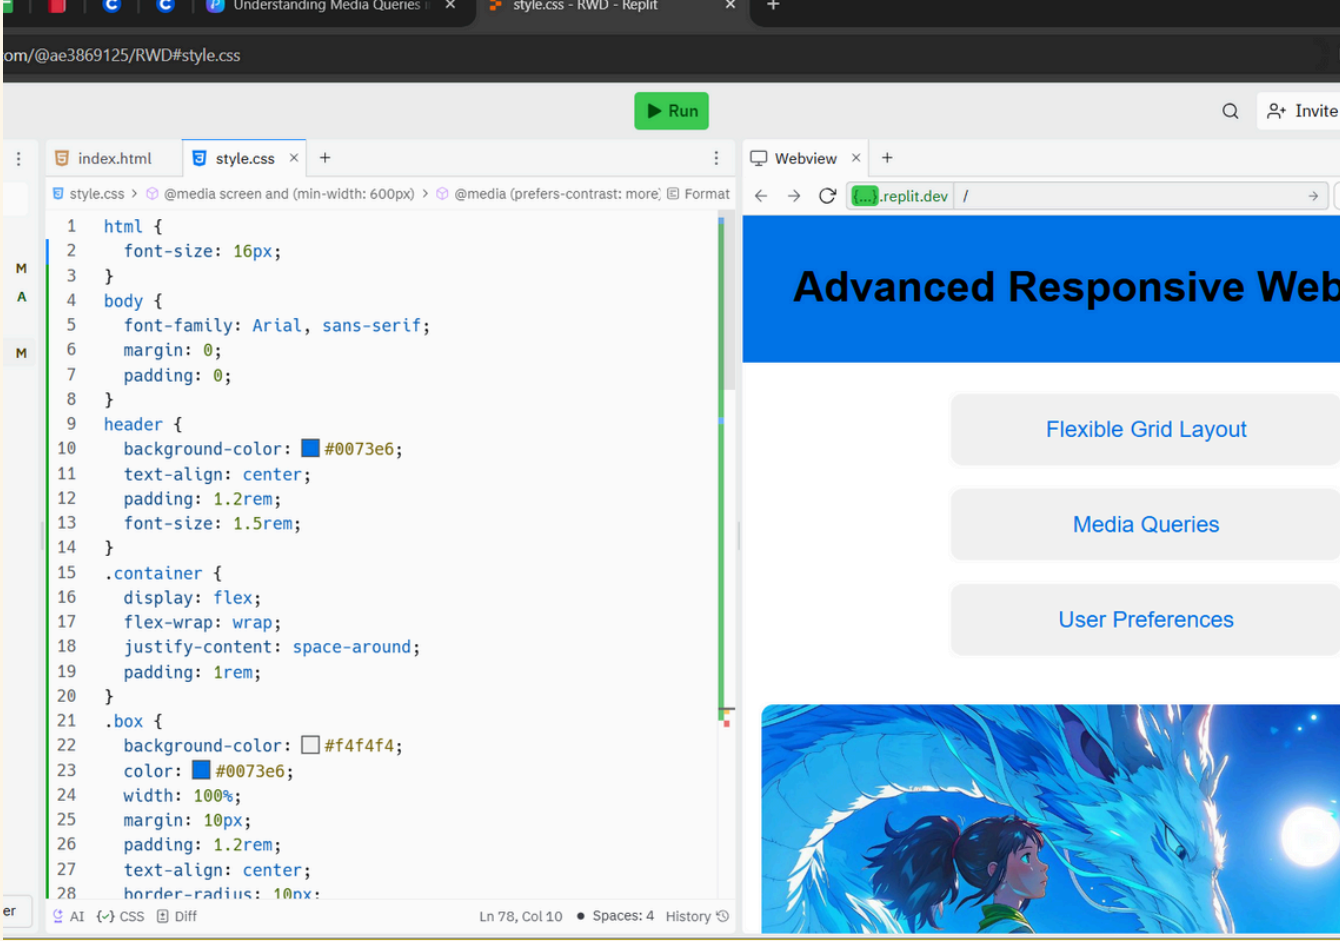 Understanding Media Queries i
style.css - RWD - Replit
om/@ae3869125/RWD#style.css
Run
Invite
index.html
style.css
Webview
style.css > @media screen and (min-width: 600px) > @media (prefers-contrast: more) Format
{...}.replit.dev /
1 html {
2 font-size: 16px;
3 }
4 body {
5 font-family: Arial, sans-serif;
6 margin: 0;
7 padding: 0;
8 }
9 header {
10 background-color: #0073e6;
11 text-align: center;
12 padding: 1.2rem;
13 font-size: 1.5rem;
14 }
15 .container {
16 display: flex;
17 flex-wrap: wrap;
18 justify-content: space-around;
19 padding: 1rem;
20 }
21 .box {
22 background-color: #f4f4f4;
23 color: #0073e6;
24 width: 100%;
25 margin: 10px;
26 padding: 1.2rem;
27 text-align: center;
28 border-radius: 10px;
M
A
M
er
AI {✓} CSS Diff
Ln 78, Col 10 • Spaces: 4 History
Advanced Responsive Web
Flexible Grid Layout
Media Queries
User Preferences